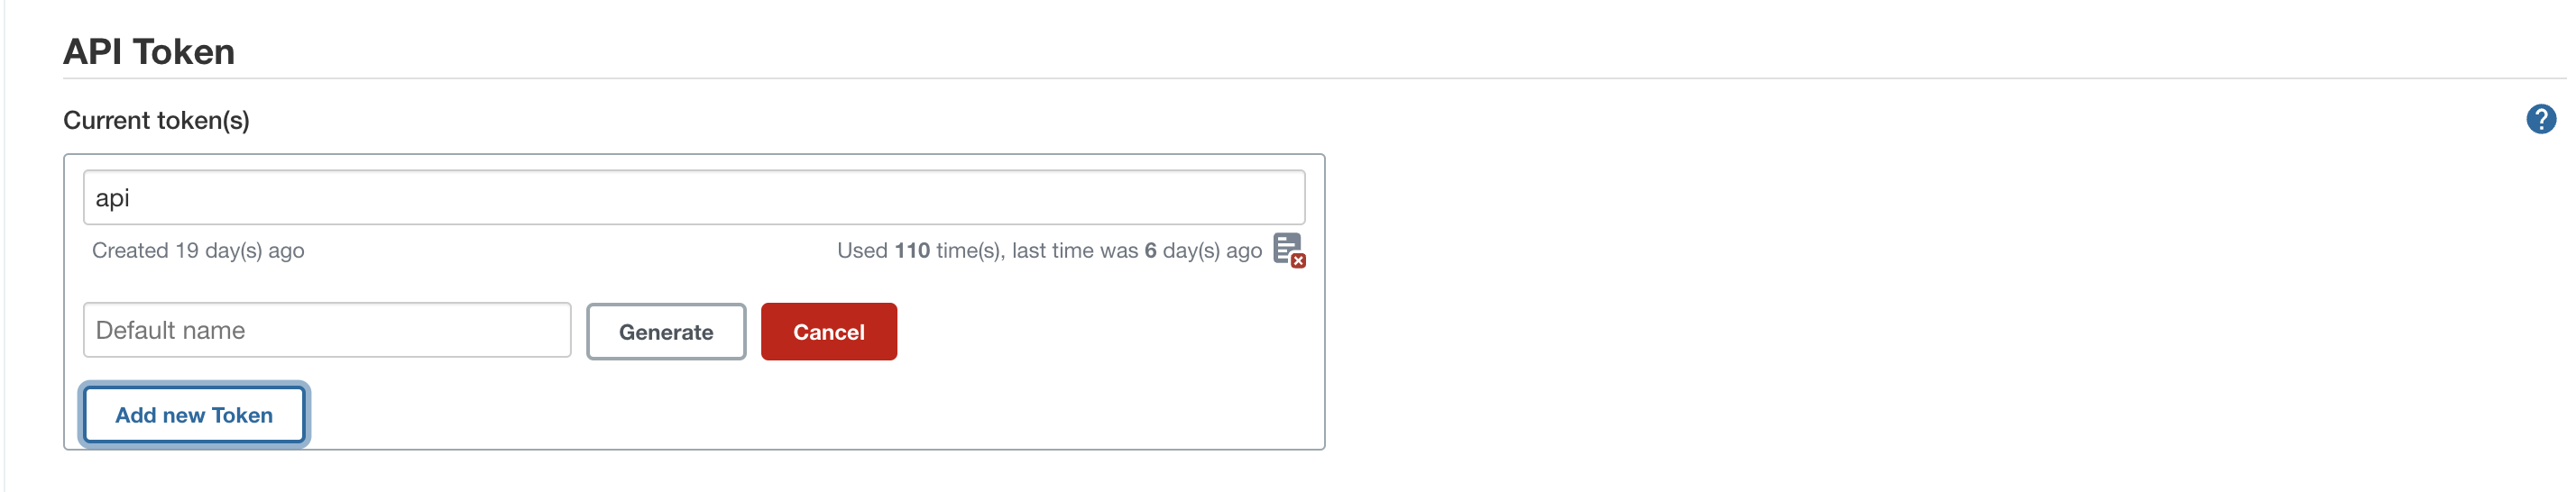 API Token
Current token(s)
?
api
Created 19 day(s) ago Used 110 time(s), last time was 6 day(s) ago
Default name Generate Cancel
Add new Token